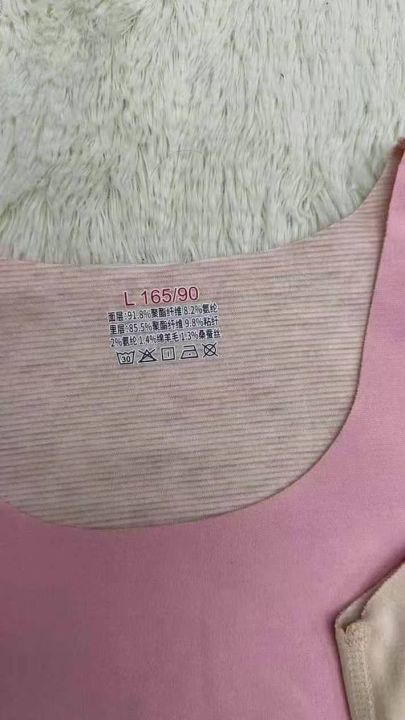 L 165/90
面层:91.8%聚酯纤维 8.2%氨纶
里层:85.5%聚酯纤维 9.8%粘纤
2%氨纶 1.4%绵羊毛 1.3%桑蚕丝
30